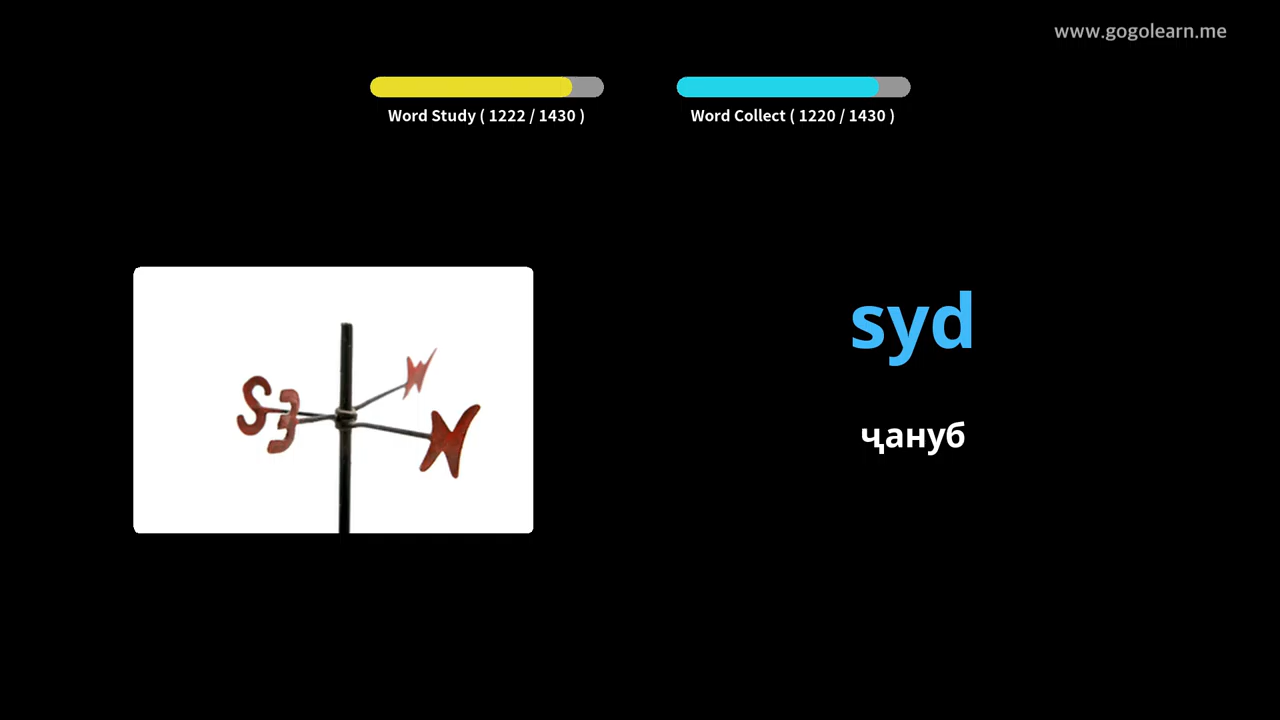 www.gogolearn.me
Word Study ( 1222 / 1430 )
Word Collect ( 1220 / 1430 )
syd
ҷануб
S E N N